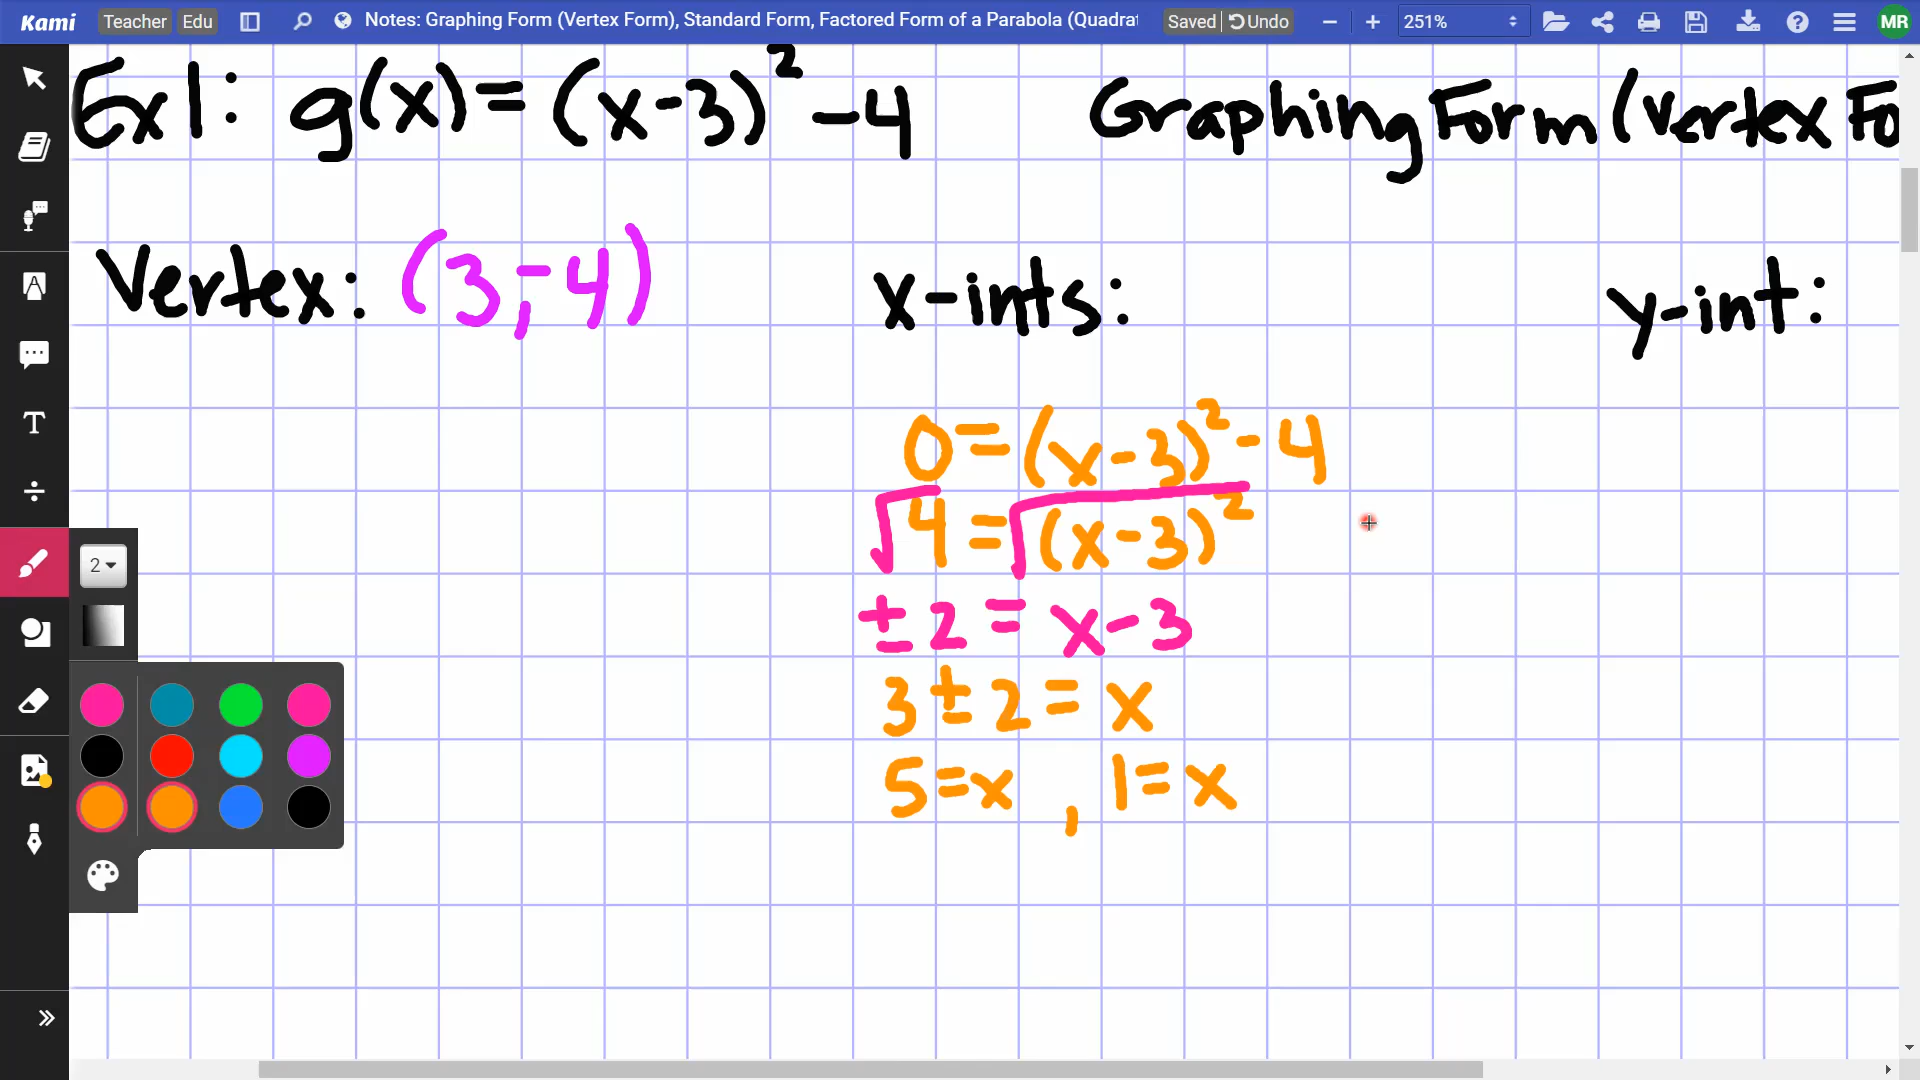 Kami Teacher Edu Notes: Graphing Form (Vertex Form), Standard Form, Factored Form of a Parabola (Quadrat Saved Undo 251% MR
Ex1: g(x) = (x-3)² -4 Graphing Form (Vertex Fo
Vertex: (3,-4) x-ints: y-int:
0 = (x-3)² - 4
√4 = √(x-3)²
± 2 = x-3
3 ± 2 = x
5 = x , 1 = x
2